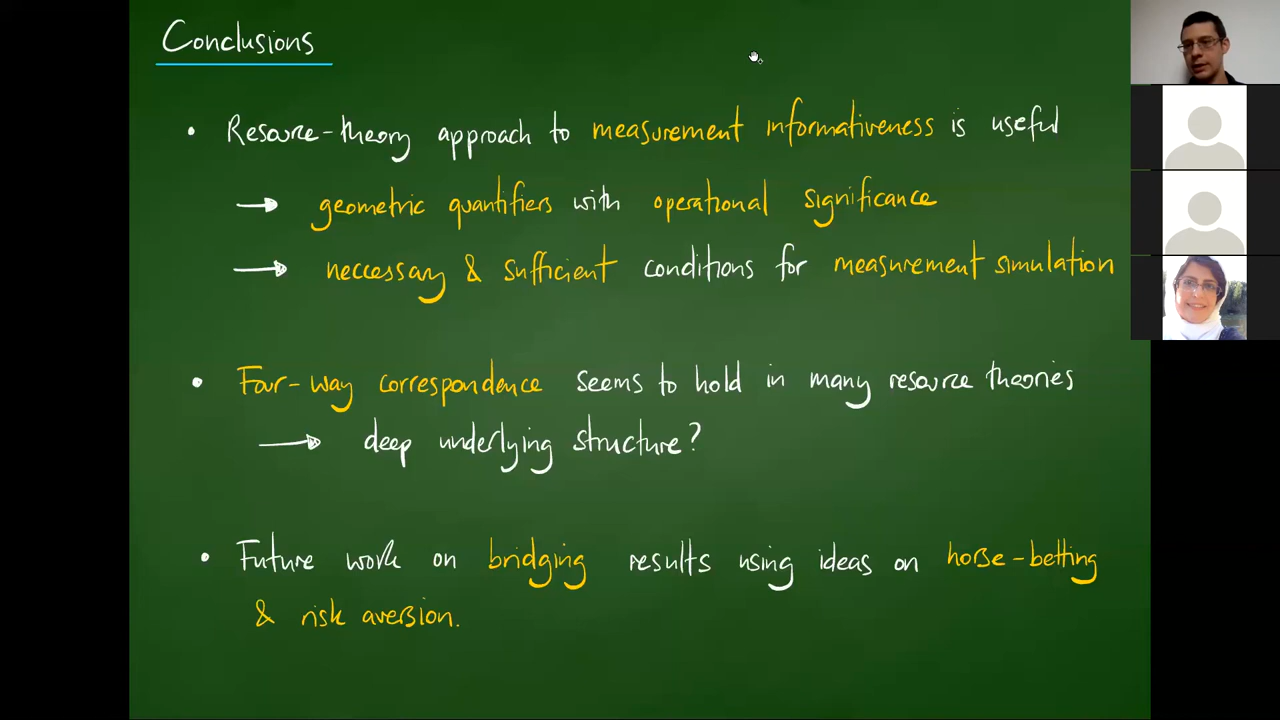 Conclusions
• Resource-theory approach to measurement informativeness is useful
→ geometric quantifiers with operational significance
→ neccessary & sufficient conditions for measurement simulation
• Four-way correspondence seems to hold in many resource theories
→ deep underlying structure?
• Future work on bridging results using ideas on horse-betting
& risk aversion.